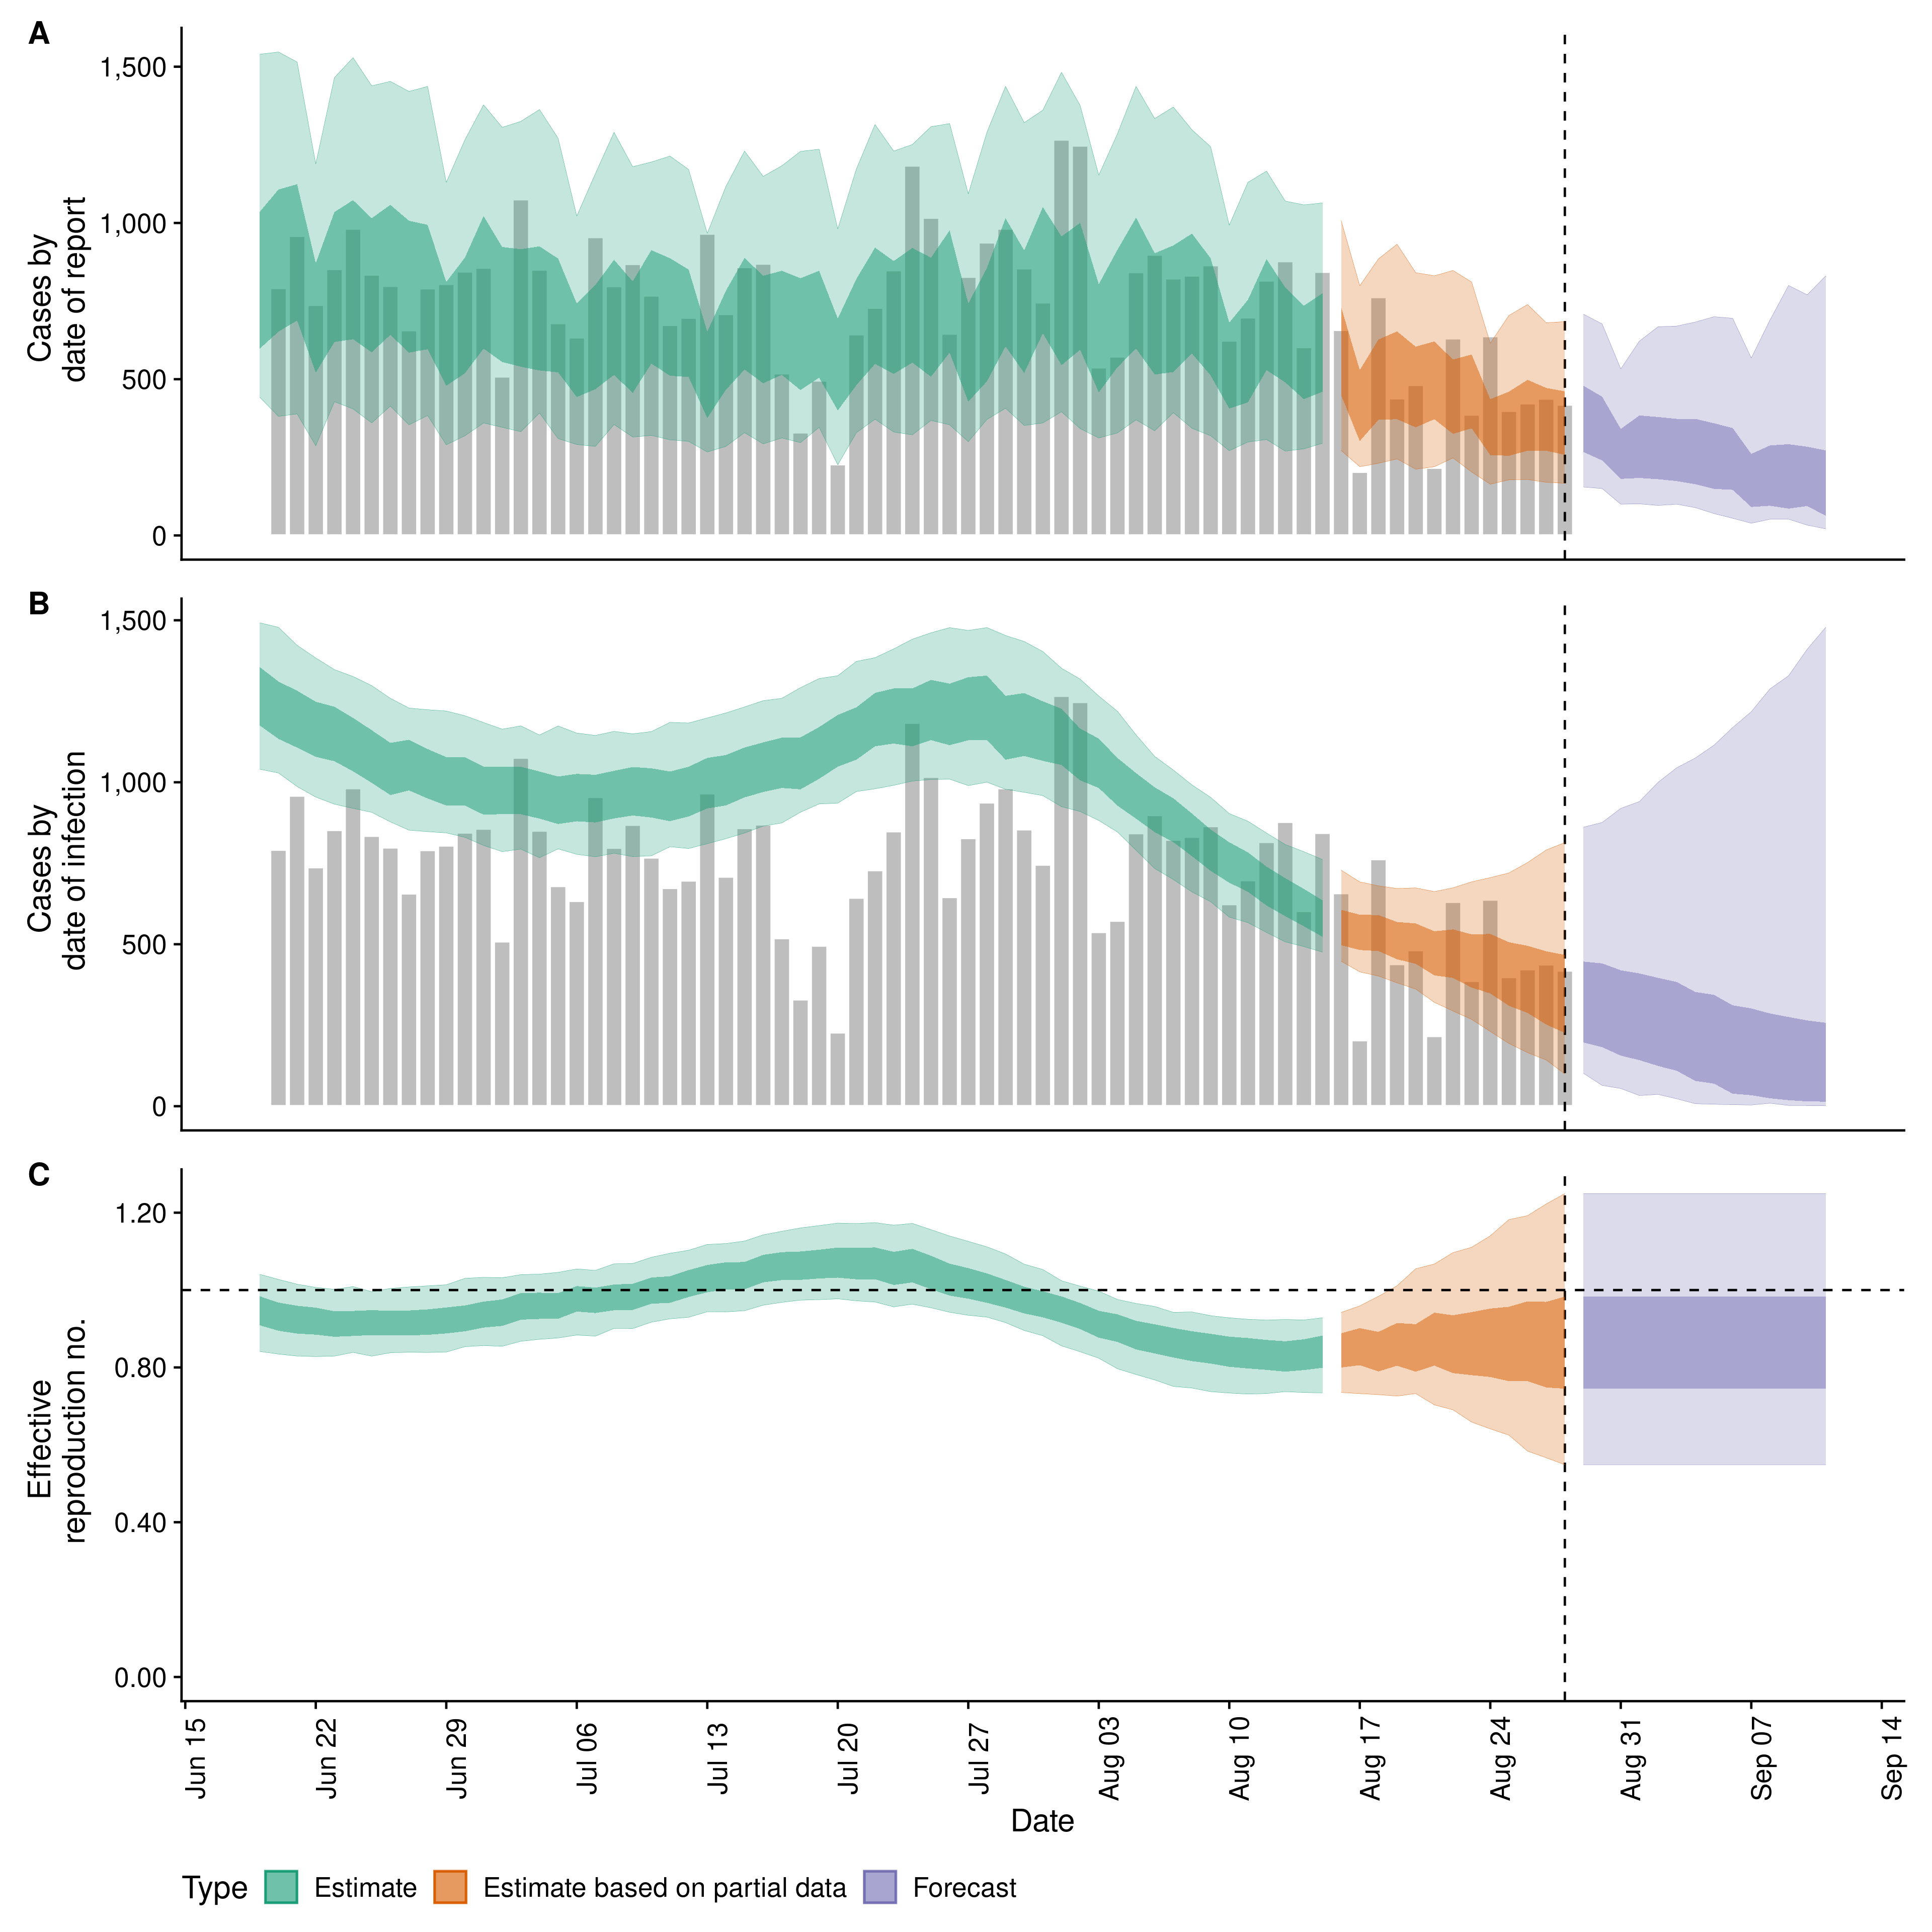 A
Cases by
date of report
1,500
1,000
500
0
B
Cases by
date of infection
1,500
1,000
500
0
C
Effective
reproduction no.
1.20
0.80
0.40
0.00
Jun 15
Jun 22
Jun 29
Jul 06
Jul 13
Jul 20
Jul 27
Aug 03
Aug 10
Aug 17
Aug 24
Aug 31
Sep 07
Sep 14
Date
Type Estimate Estimate based on partial data Forecast